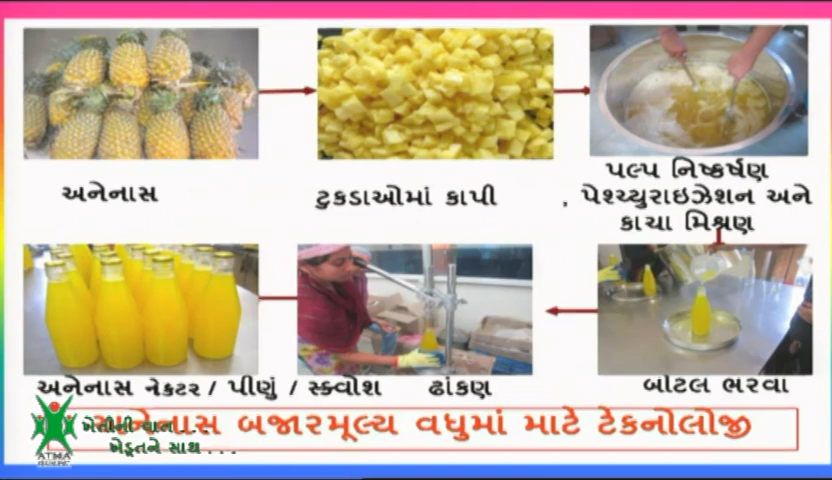 અનેનાસ
ટુકડાઓમાં કાપી
પલ્પ નિષ્કર્ષણ
, પેશ્ચ્યુરાઇઝેશન અને
કાચા મિશ્રણ
અનેનાસ નેકટર / પીણું / સ્ક્વોશ
ઢાંકણ
બોટલ ભરવા
અનેનાસ બજારમૂલ્ય વધુમાં માટે ટેકનોલોજી
ખેતીની વાત . . .
ખેડૂતને સાથ . . .
ATMA